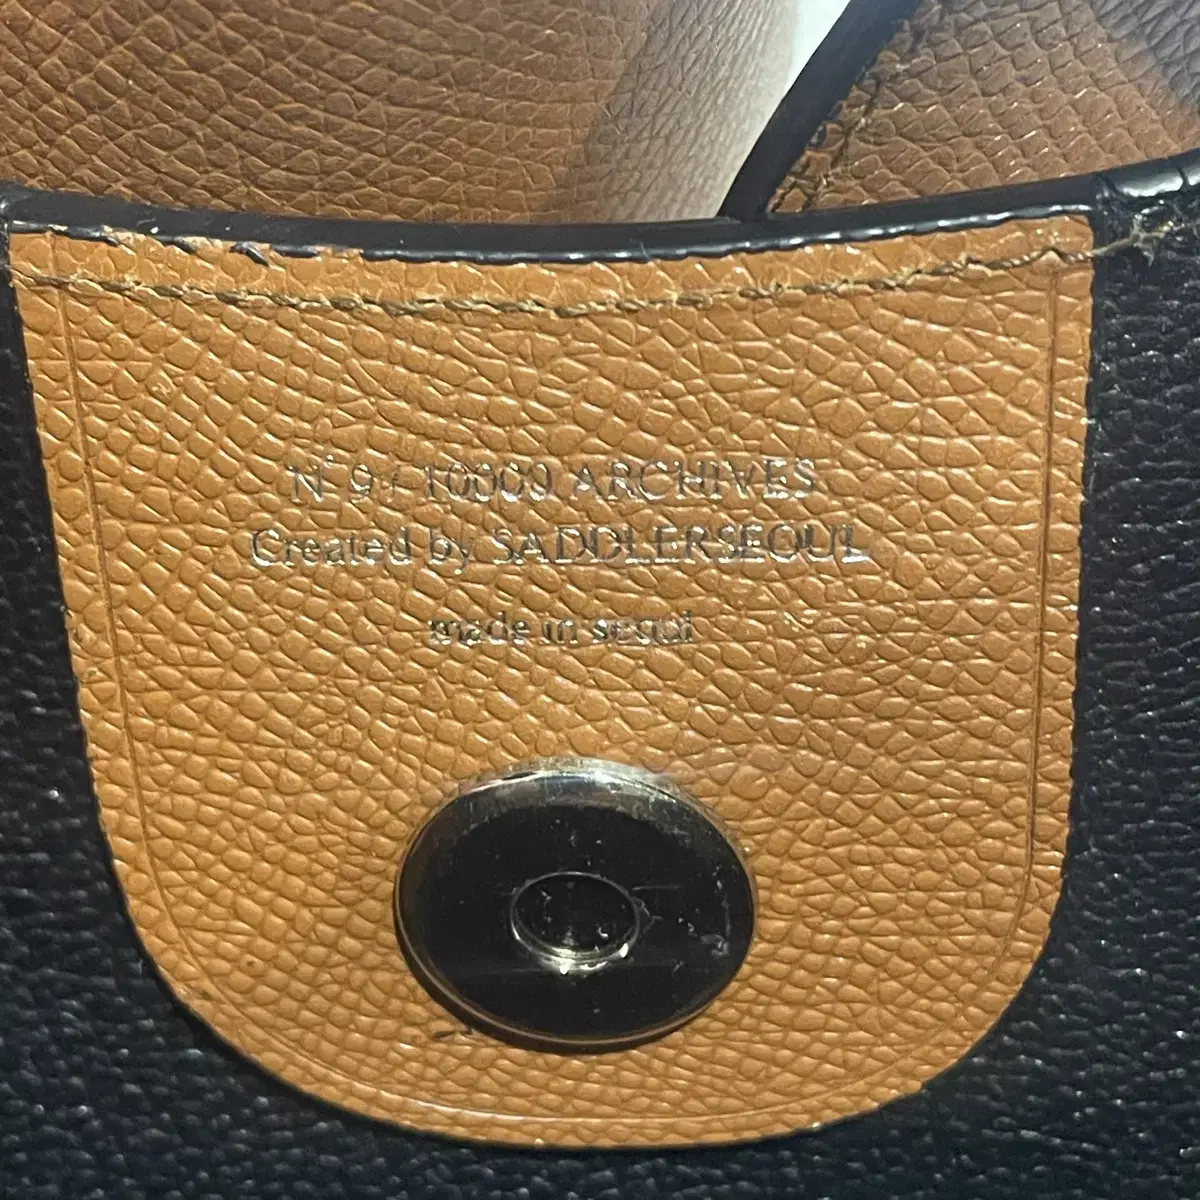 N° 9 / 10000 ARCHIVES
Created by SADDLERSEOUL
made in seoul